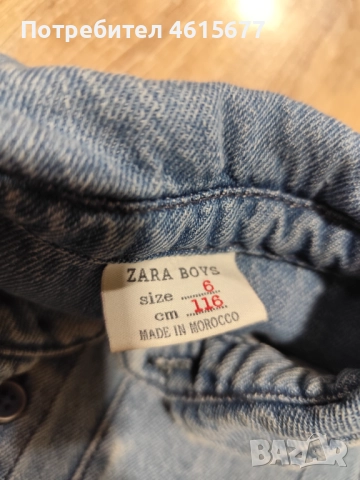 Потребител 4615677
ZARA BOYS
size ........6........
cm ....116....
MADE IN MOROCCO
BAZAR